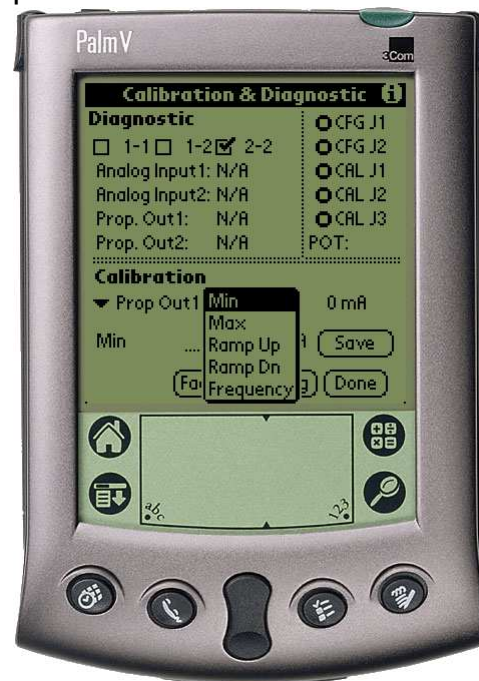 Palm V
3Com
Calibration & Diagnostic i
Diagnostic
1-1 1-2 2-2
Analog Input1: N/A
Analog Input2: N/A
Prop. Out1: N/A
Prop. Out2: N/A
CFG J1
CFG J2
CAL J1
CAL J2
CAL J3
POT:
Calibration
Prop Out1 Min 0 mA
Max
Min .... Ramp Up Save
Ramp Dn
Frequency Done
abc 123